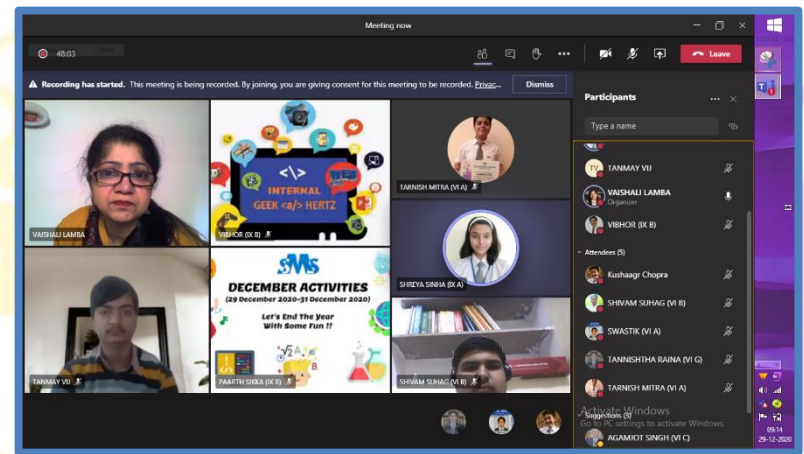 Meeting now
48:03
Leave
Recording has started. This meeting is being recorded. By joining, you are giving consent for this meeting to be recorded. Privac...
Dismiss
VAISHALI LAMBA
<\>
INTERNAL
GEEK <a/> HERTZ
VIBHOR (IX B)
TARNISH MITRA (VI A)
SHREYA SINHA (IX A)
TANMAY VIJ
SMS
DECEMBER ACTIVITIES
(29 December 2020-31 December 2020)
Let's End The Year
With Some Fun !!
PAARTH SIKKA (IX B)
SHIVAM SUHAG (VI B)
Participants
Type a name
TV
TANMAY VIJ
VAISHALI LAMBA
Organizer
VIBHOR (IX B)
Attendees (5)
Kushaagr Chopra
SHIVAM SUHAG (VI B)
SWASTIK (VI A)
TANNISHTHA RAINA (VI G)
TARNISH MITRA (VI A)
Suggestions (3)
AGAMJOT SINGH (VI C)
Activate Windows
Go to PC settings to activate Windows.
09:14
29-12-2020